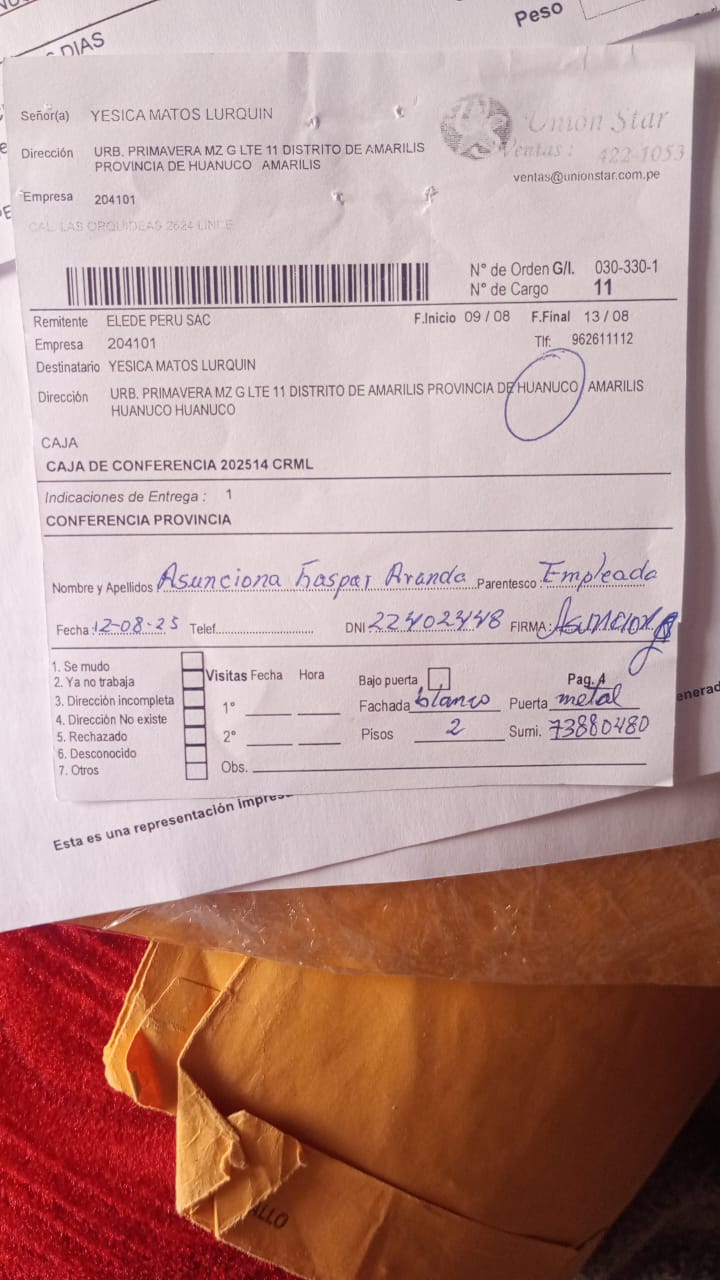 Peso
DIAS
Señor(a) YESICA MATOS LURQUIN
Dirección URB. PRIMAVERA MZ G LTE 11 DISTRITO DE AMARILIS
PROVINCIA DE HUANUCO AMARILIS
Empresa 204101
CAL. LAS ORQUIDEAS 2624 LINCE
Union Star
Ventas : 422-1053
ventas@unionstar.com.pe
N° de Orden G/I. 030-330-1
N° de Cargo 11
Remitente ELEDE PERU SAC F.Inicio 09 / 08 F.Final 13 / 08
Empresa 204101 Tlf: 962611112
Destinatario YESICA MATOS LURQUIN
Dirección URB. PRIMAVERA MZ G LTE 11 DISTRITO DE AMARILIS PROVINCIA DE HUANUCO AMARILIS
HUANUCO HUANUCO
CAJA
CAJA DE CONFERENCIA 202514 CRML
Indicaciones de Entrega : 1
CONFERENCIA PROVINCIA
Nombre y Apellidos Asunciona Gaspar Aranda Parentesco Empleada
Fecha 12-08-25 Telef. DNI 22402448 FIRMA:
1. Se mudo
2. Ya no trabaja
3. Dirección incompleta
4. Dirección No existe
5. Rechazado
6. Desconocido
7. Otros
Visitas Fecha Hora
1°
2°
Obs.
Bajo puerta Pag. 4
Fachada blanco Puerta metal
Pisos 2 Sumi. 73880480
Esta es una representación